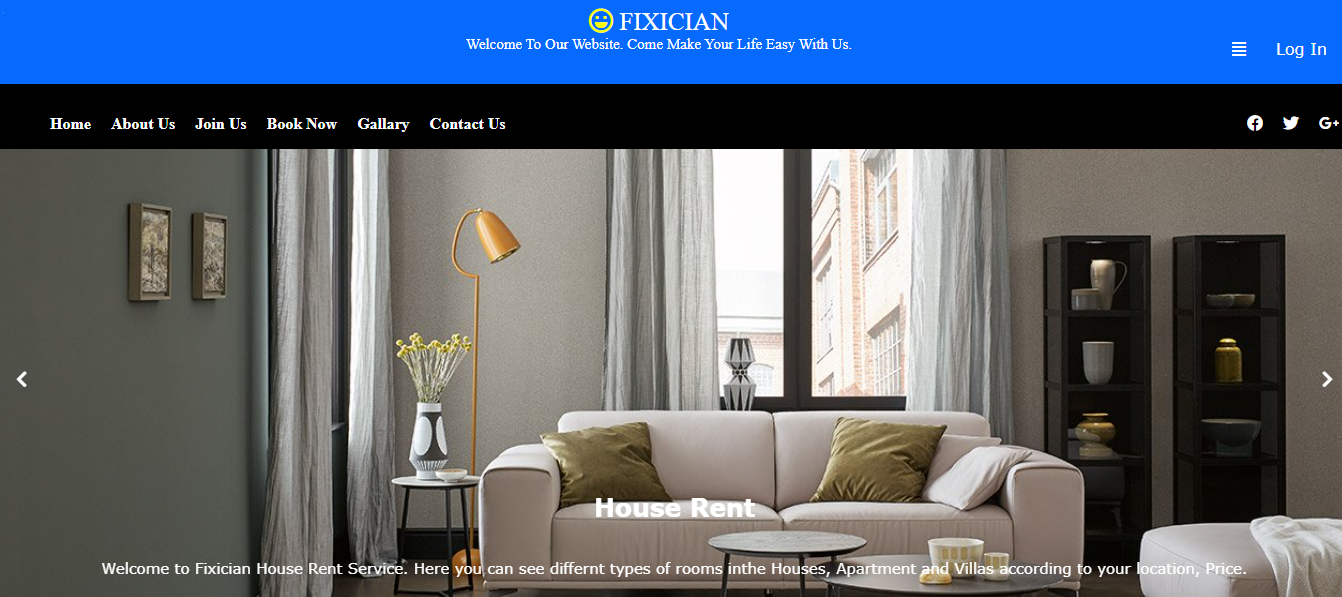 FIXICIAN
Welcome To Our Website. Come Make Your Life Easy With Us.
Log In
Home About Us Join Us Book Now Gallary Contact Us
G+
House Rent
Welcome to Fixician House Rent Service. Here you can see differnt types of rooms inthe Houses, Apartment and Villas according to your location, Price.